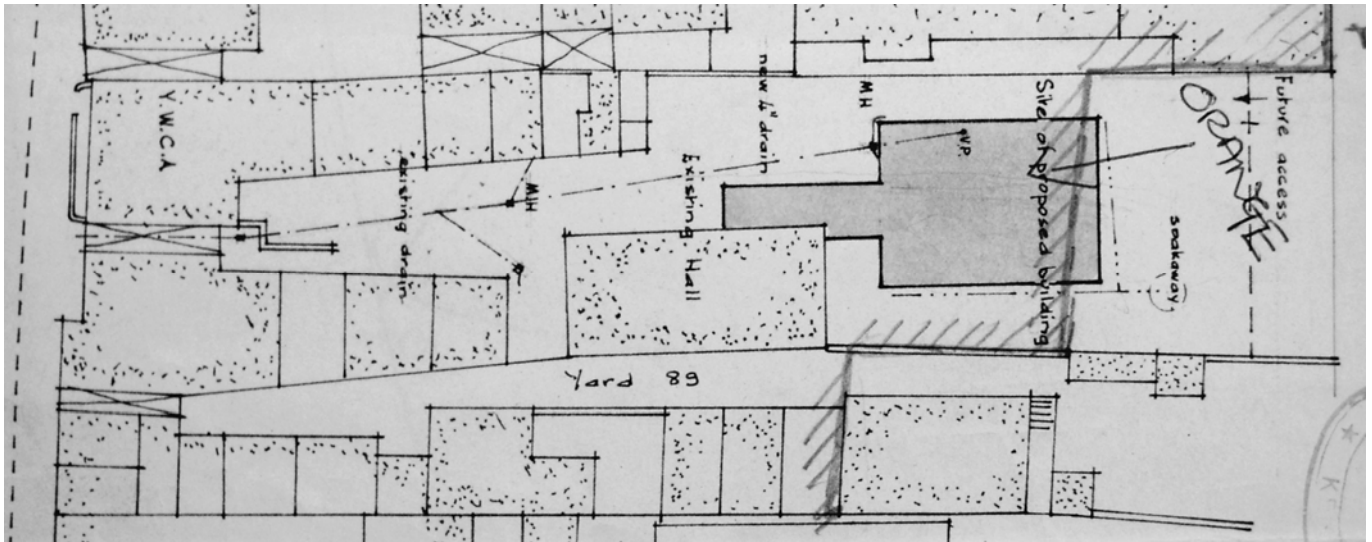 Y.W.C.A
existing drain
MH
Existing Hall
new 4" drain
MH
V.P.
Site of proposed building
soakaway
Future access
ORANGE
Yard 89
K